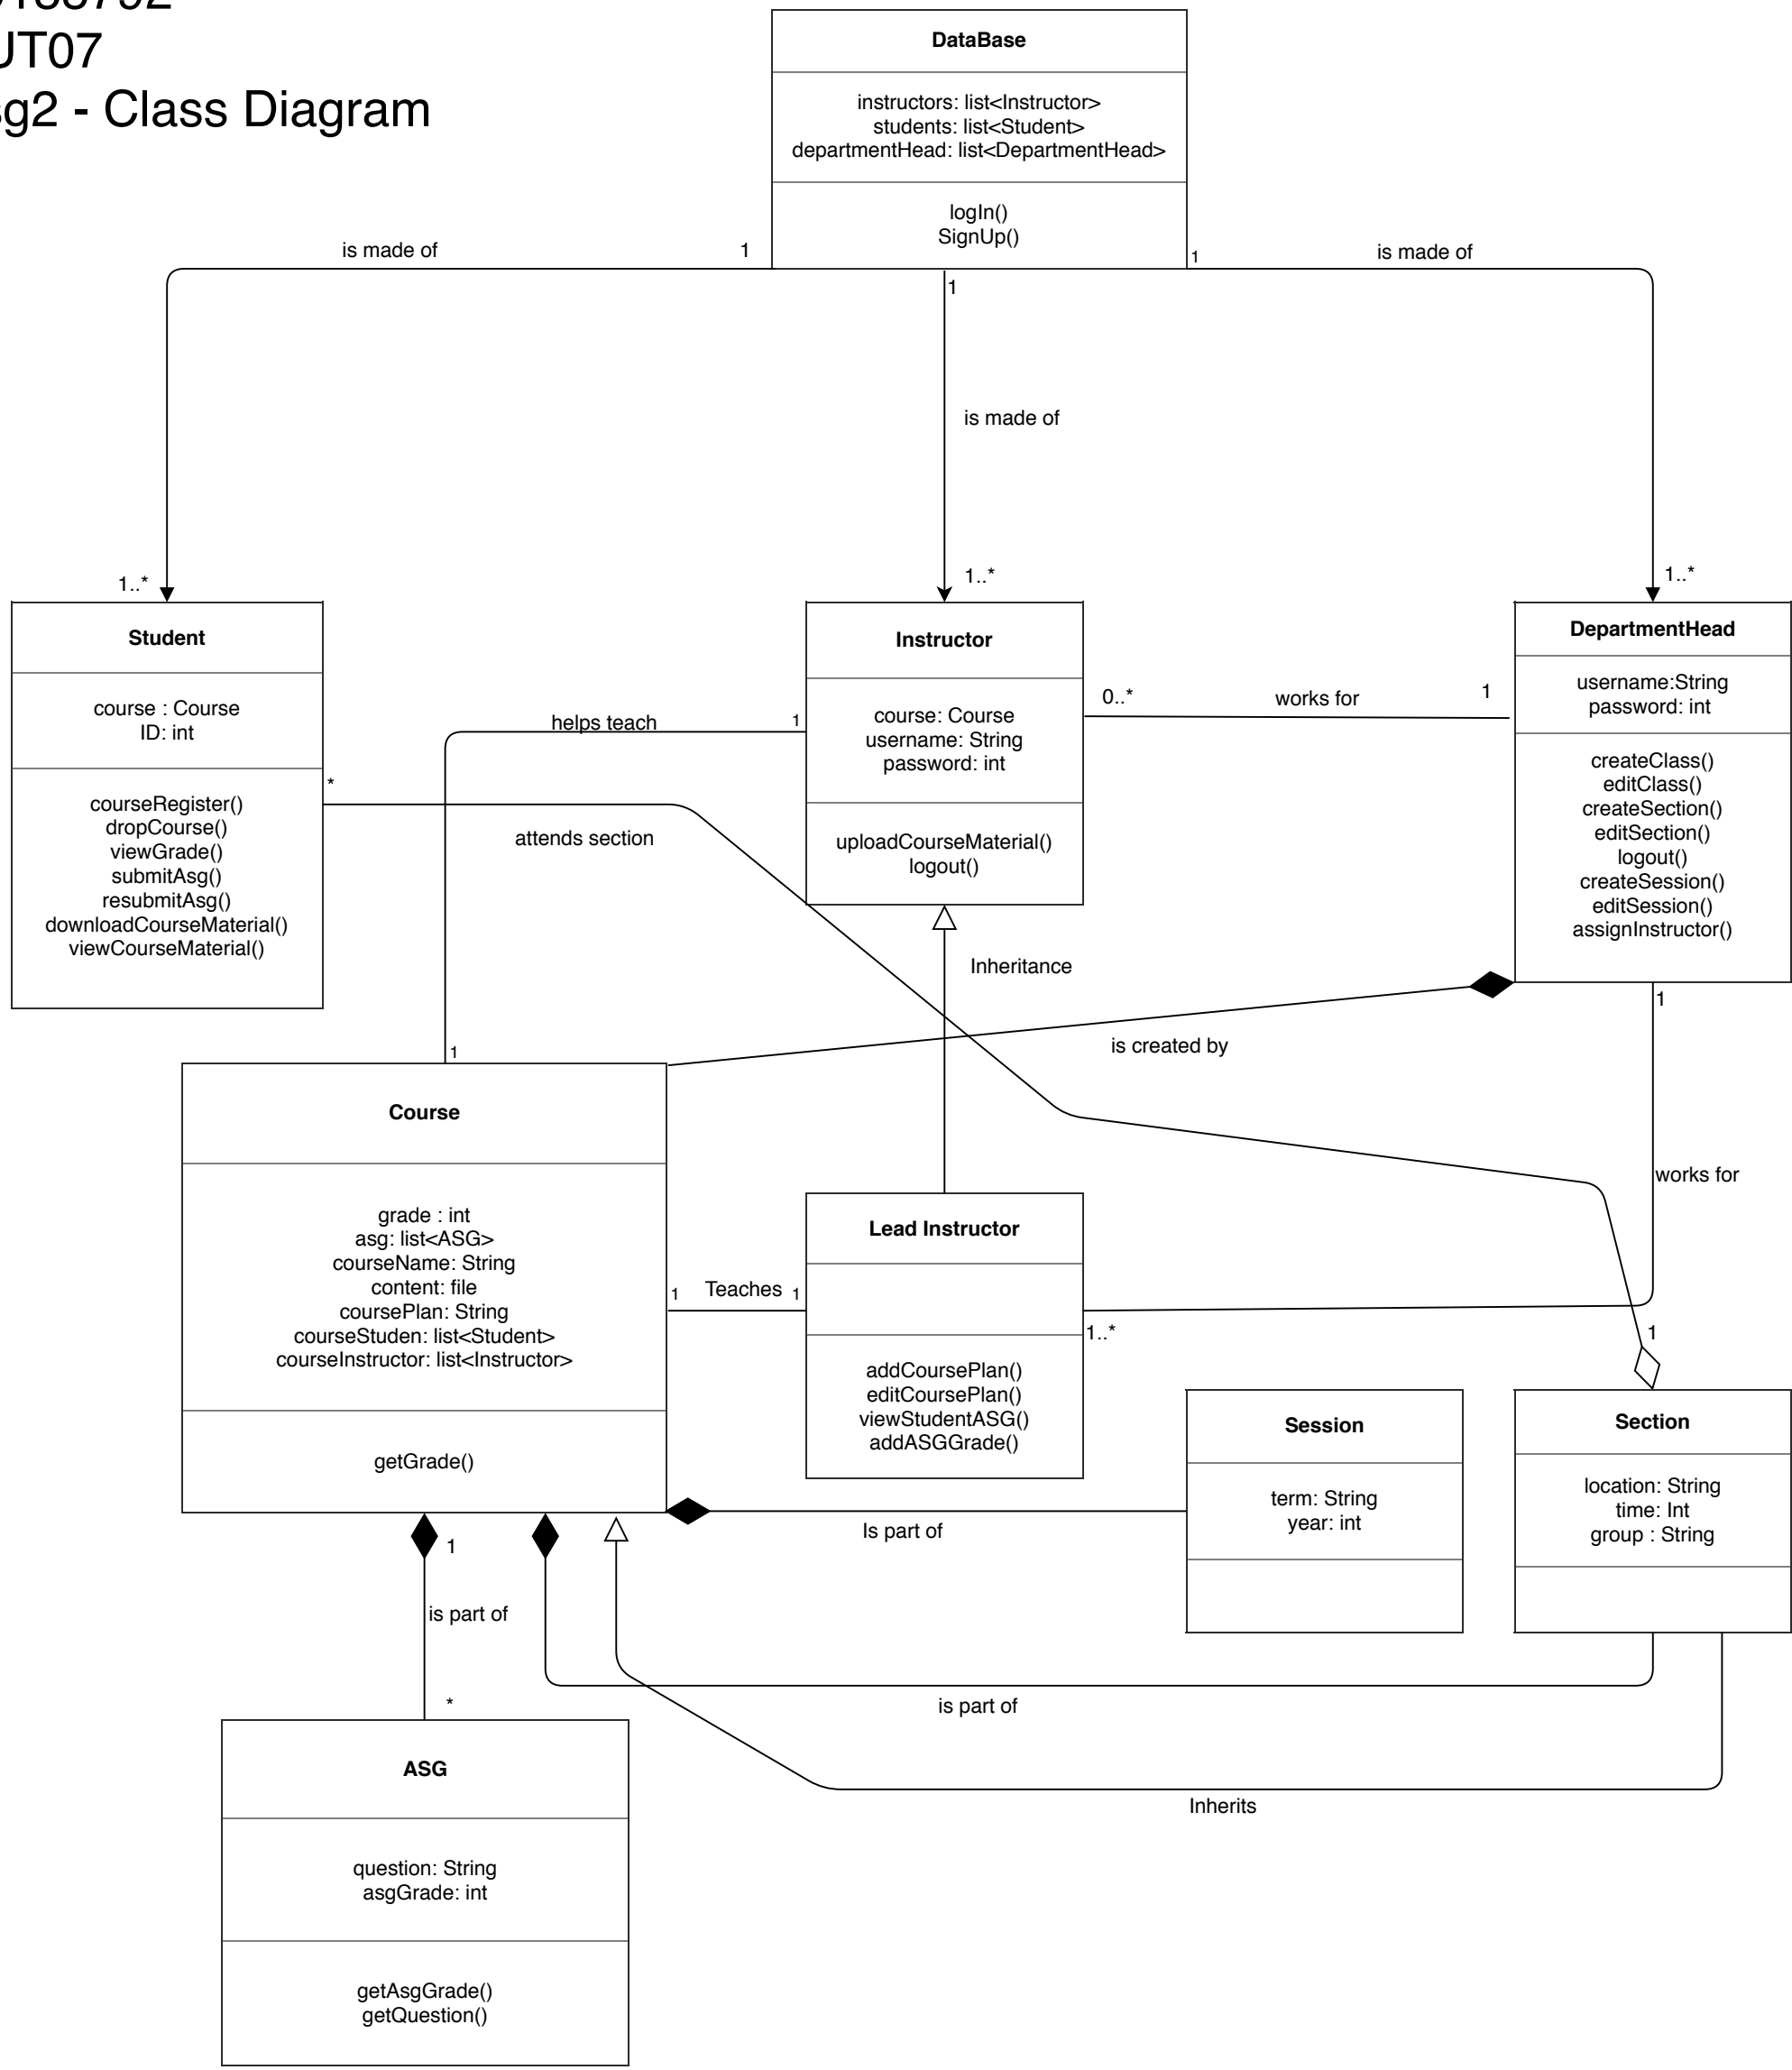 UT07
sg2 - Class Diagram
DataBase
instructors: list<Instructor>
students: list<Student>
departmentHead: list<DepartmentHead>
logIn()
SignUp()
is made of
1
1
is made of
1
is made of
1..*
1..*
1..*
Student
course : Course
ID: int
courseRegister()
dropCourse()
viewGrade()
submitAsg()
resubmitAsg()
downloadCourseMaterial()
viewCourseMaterial()
*
attends section
helps teach
1
1
Instructor
course: Course
username: String
password: int
uploadCourseMaterial()
logout()
0..*
works for
1
DepartmentHead
username:String
password: int
createClass()
editClass()
createSection()
editSection()
logout()
createSession()
editSession()
assignInstructor()
Inheritance
is created by
1
works for
Course
grade : int
asg: list<ASG>
courseName: String
content: file
coursePlan: String
courseStuden: list<Student>
courseInstructor: list<Instructor>
getGrade()
1
Teaches
1
Lead Instructor
addCoursePlan()
editCoursePlan()
viewStudentASG()
addASGGrade()
1..*
1
Session
term: String
year: int
Section
location: String
time: Int
group : String
Is part of
1
is part of
*
is part of
Inherits
ASG
question: String
asgGrade: int
getAsgGrade()
getQuestion()